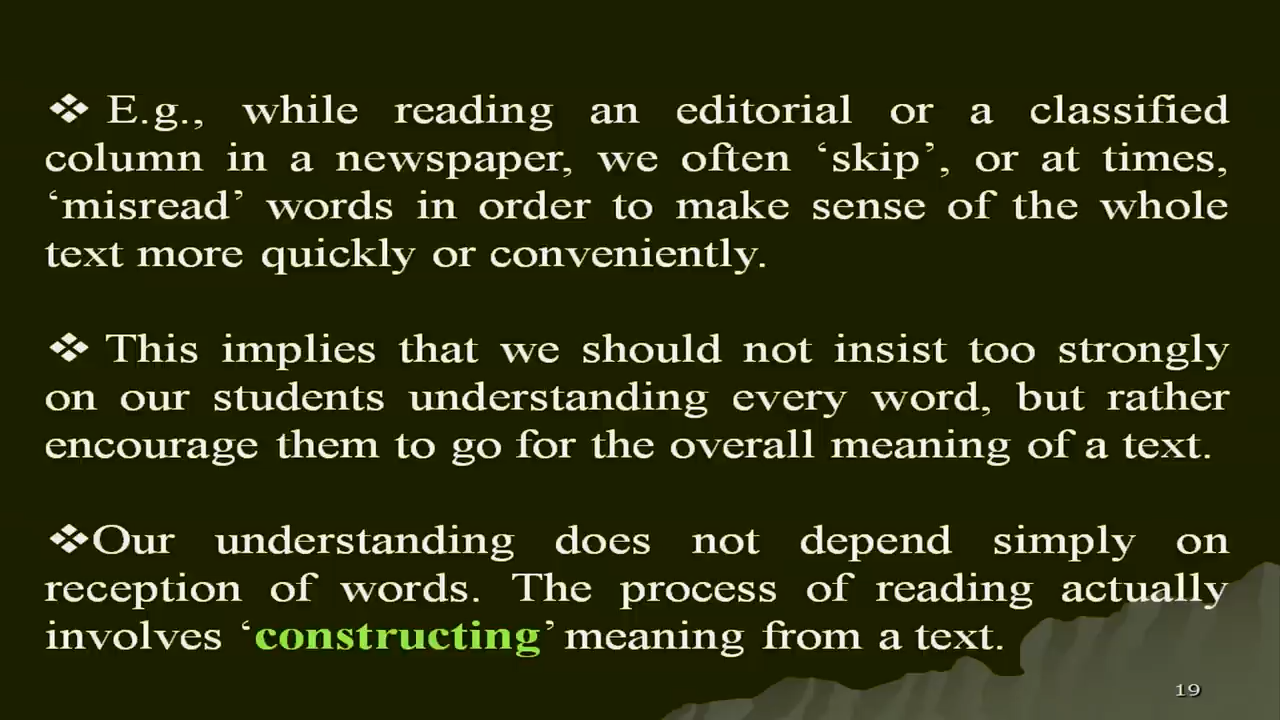 ❖ E.g., while reading an editorial or a classified
column in a newspaper, we often ‘skip’, or at times,
‘misread’ words in order to make sense of the whole
text more quickly or conveniently.
❖ This implies that we should not insist too strongly
on our students understanding every word, but rather
encourage them to go for the overall meaning of a text.
❖Our understanding does not depend simply on
reception of words. The process of reading actually
involves ‘constructing’ meaning from a text.
19